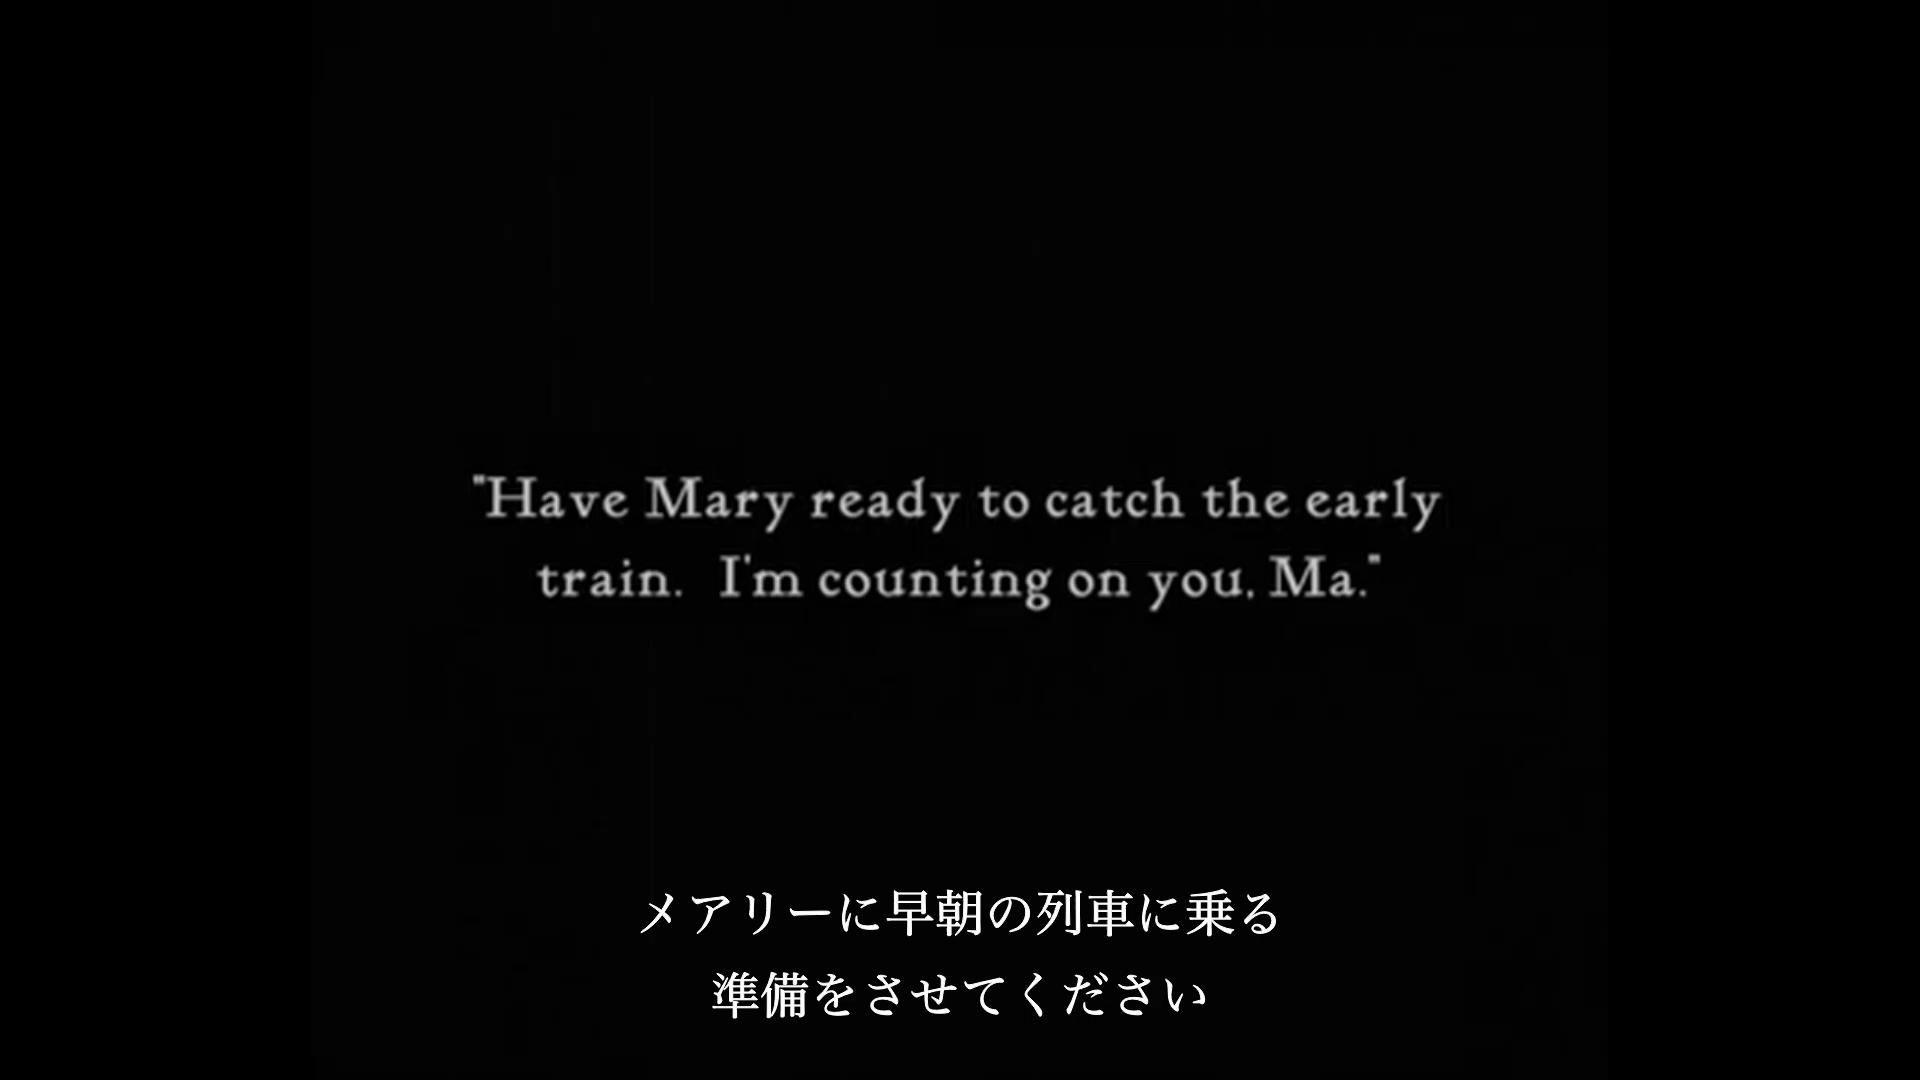 "Have Mary ready to catch the early
train.  I'm counting on you, Ma."
メアリーに早朝の列車に乗る
準備をさせてください